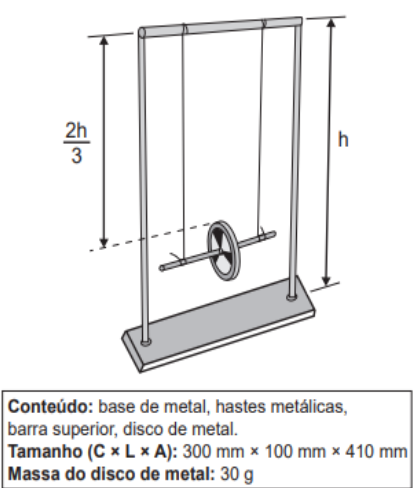 2h
3
h
Conteúdo: base de metal, hastes metálicas,
barra superior, disco de metal.
Tamanho (C × L × A): 300 mm × 100 mm × 410 mm
Massa do disco de metal: 30 g